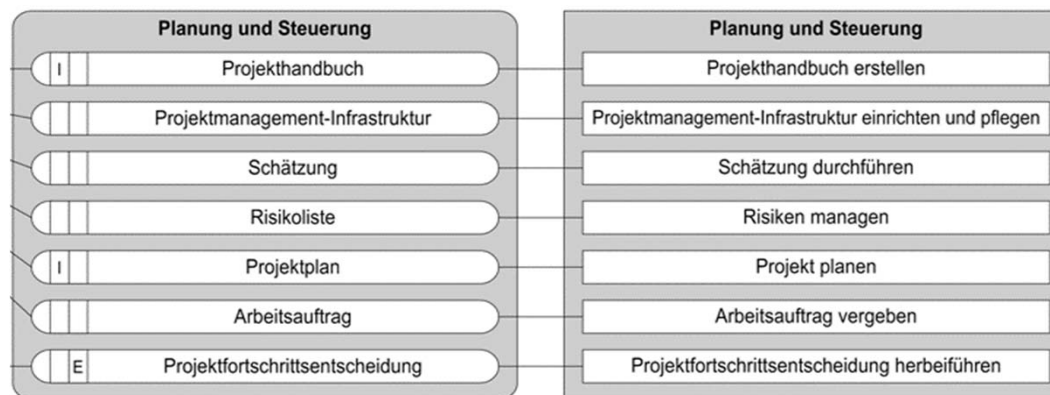 Planung und Steuerung
I Projekthandbuch
Projektmanagement-Infrastruktur
Schätzung
Risikoliste
I Projektplan
Arbeitsauftrag
E Projektfortschrittsentscheidung
Planung und Steuerung
Projekthandbuch erstellen
Projektmanagement-Infrastruktur einrichten und pflegen
Schätzung durchführen
Risiken managen
Projekt planen
Arbeitsauftrag vergeben
Projektfortschrittsentscheidung herbeiführen